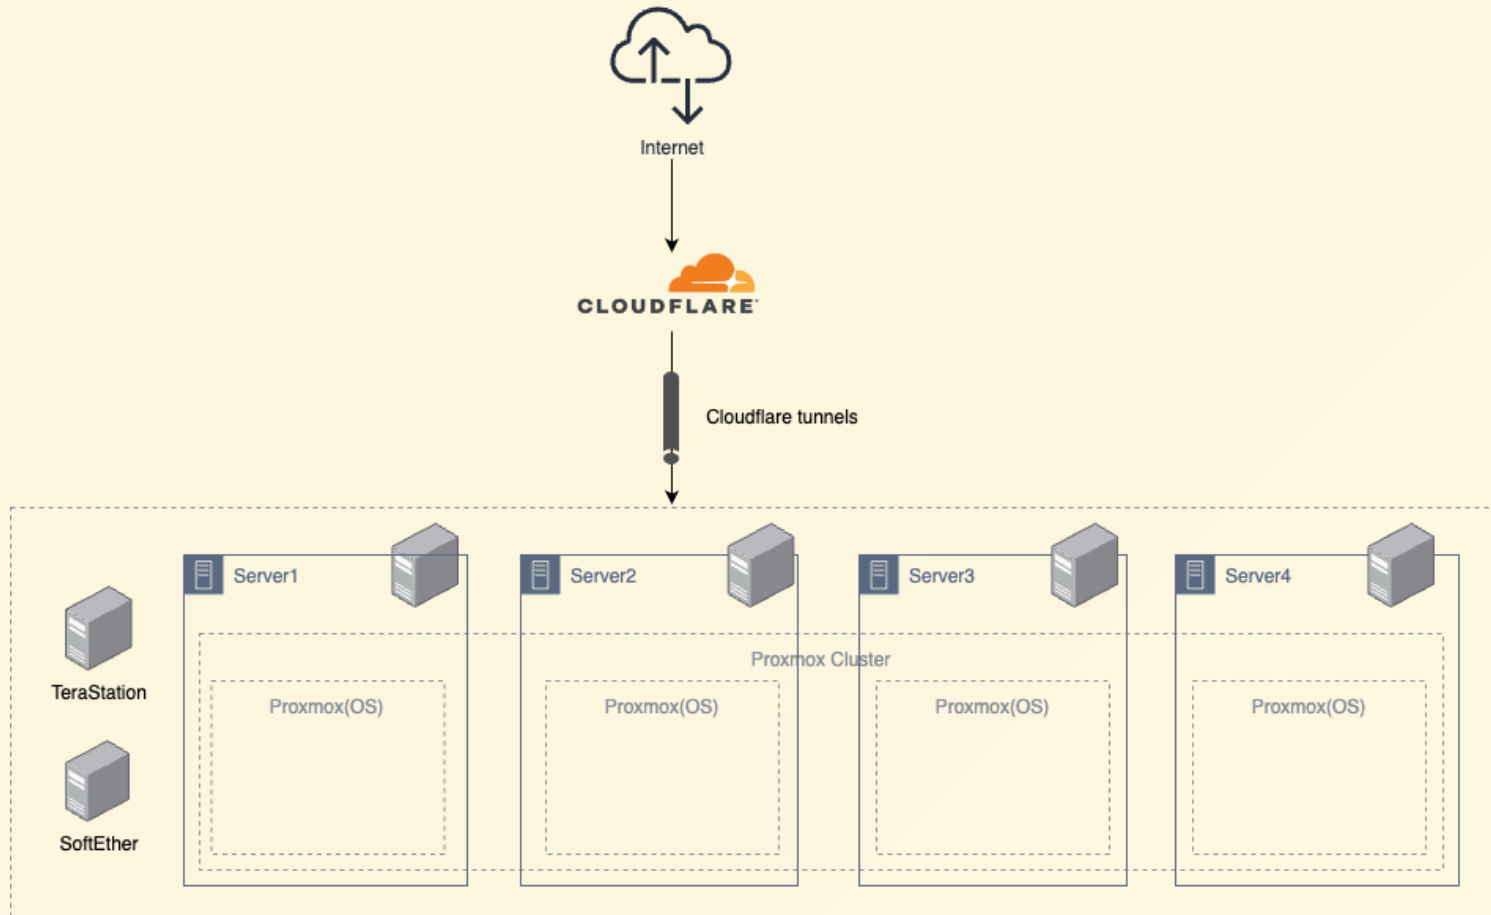 Internet
CLOUDFLARE
Cloudflare tunnels
Server1
Server2
Server3
Server4
Proxmox Cluster
TeraStation
Proxmox(OS)
Proxmox(OS)
Proxmox(OS)
Proxmox(OS)
SoftEther